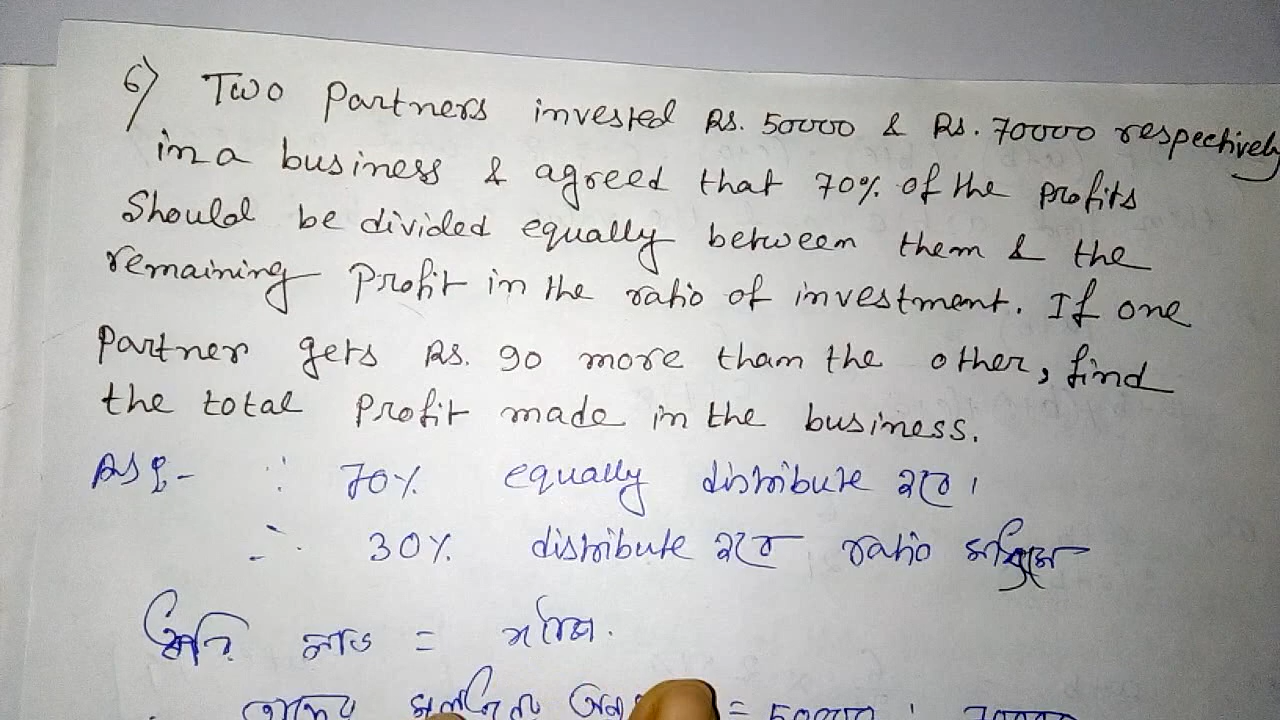 6) Two Partners invested Rs. 50000 & Rs. 70000 respectively
in a business & agreed that 70% of the profits
Should be divided equally between them & the
remaining Profit in the ratio of investment. If one
Partner gets Rs. 90 more than the other, find
the total Profit made in the business.
∵ 70% equally distribute হবে।
∴ 30% distribute হবে ratio
লাভ =
= 50000 : 70000